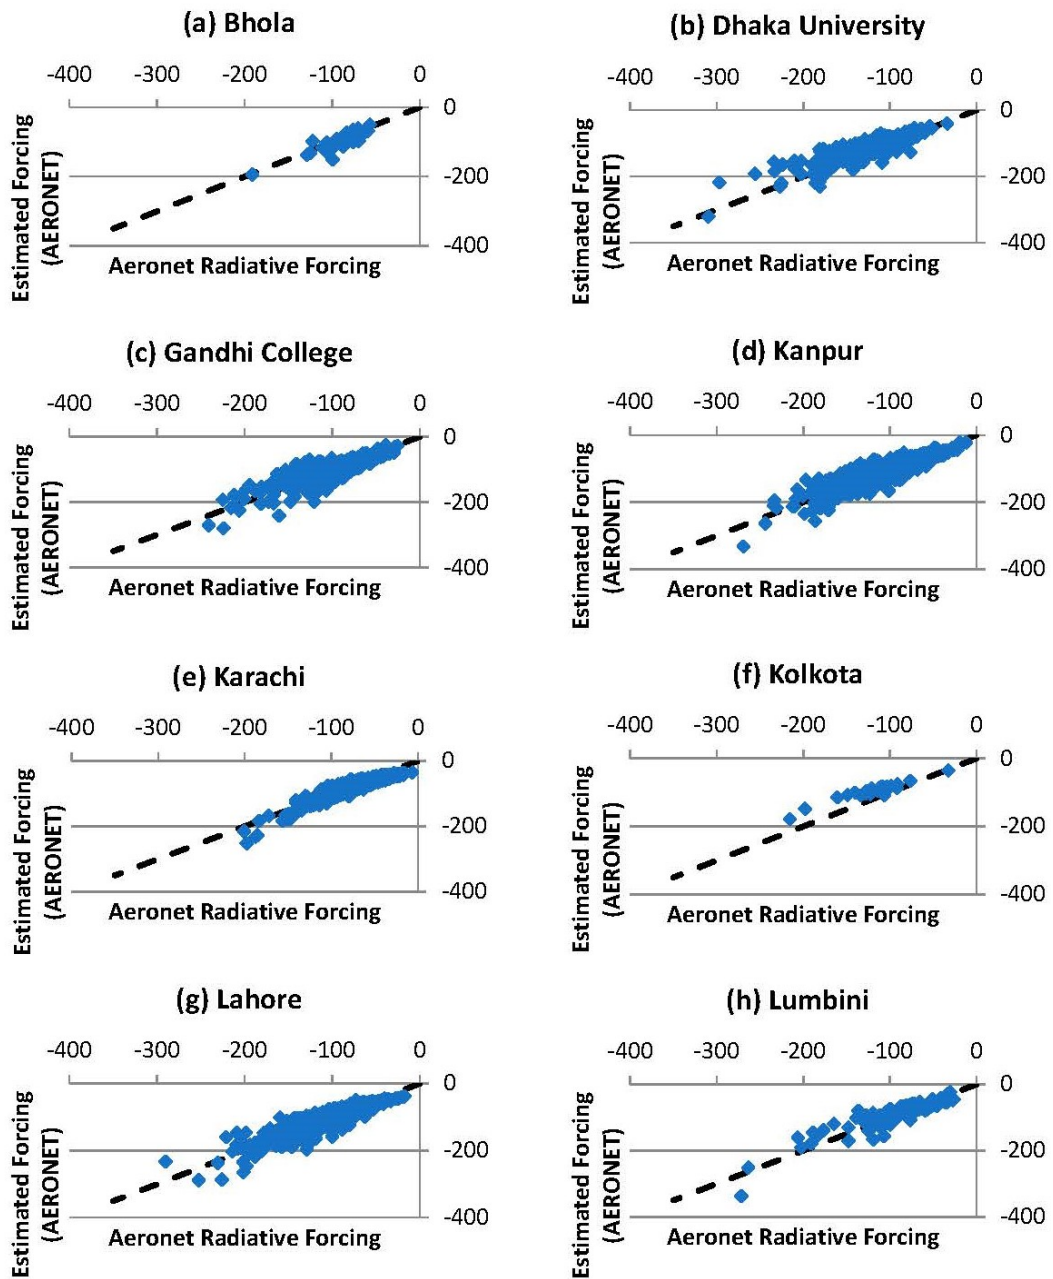 (a) Bhola
-400 -300 -200 -100 0
0
-200
-400
Estimated Forcing
(AERONET)
Aeronet Radiative Forcing
(b) Dhaka University
-400 -300 -200 -100 0
0
-200
-400
Estimated Forcing
(AERONET)
Aeronet Radiative Forcing
(c) Gandhi College
-400 -300 -200 -100 0
0
-200
-400
Estimated Forcing
(AERONET)
Aeronet Radiative Forcing
(d) Kanpur
-400 -300 -200 -100 0
0
-200
-400
Estimated Forcing
(AERONET)
Aeronet Radiative Forcing
(e) Karachi
-400 -300 -200 -100 0
0
-200
-400
Estimated Forcing
(AERONET)
Aeronet Radiative Forcing
(f) Kolkota
-400 -300 -200 -100 0
0
-200
-400
Estimated Forcing
(AERONET)
Aeronet Radiative Forcing
(g) Lahore
-400 -300 -200 -100 0
0
-200
-400
Estimated Forcing
(AERONET)
Aeronet Radiative Forcing
(h) Lumbini
-400 -300 -200 -100 0
0
-200
-400
Estimated Forcing
(AERONET)
Aeronet Radiative Forcing